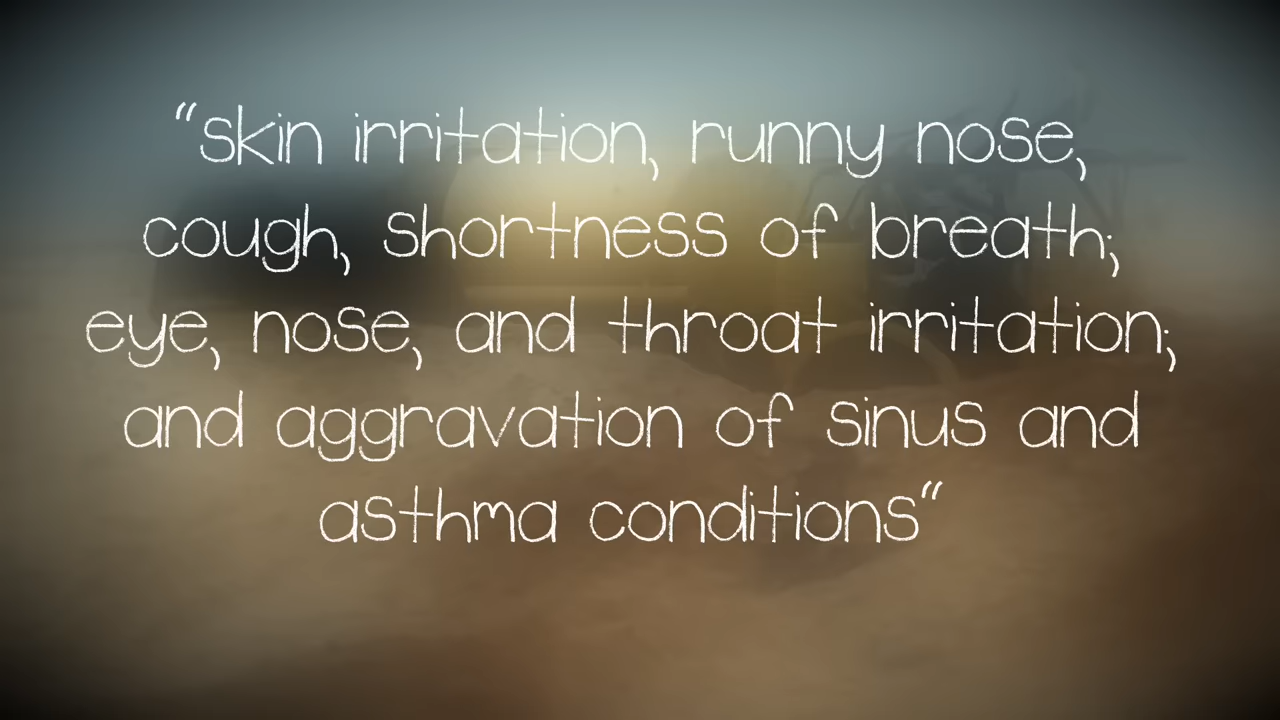 “skin irritation, runny nose,
cough, shortness of breath;
eye, nose, and throat irritation;
and aggravation of sinus and
asthma conditions“